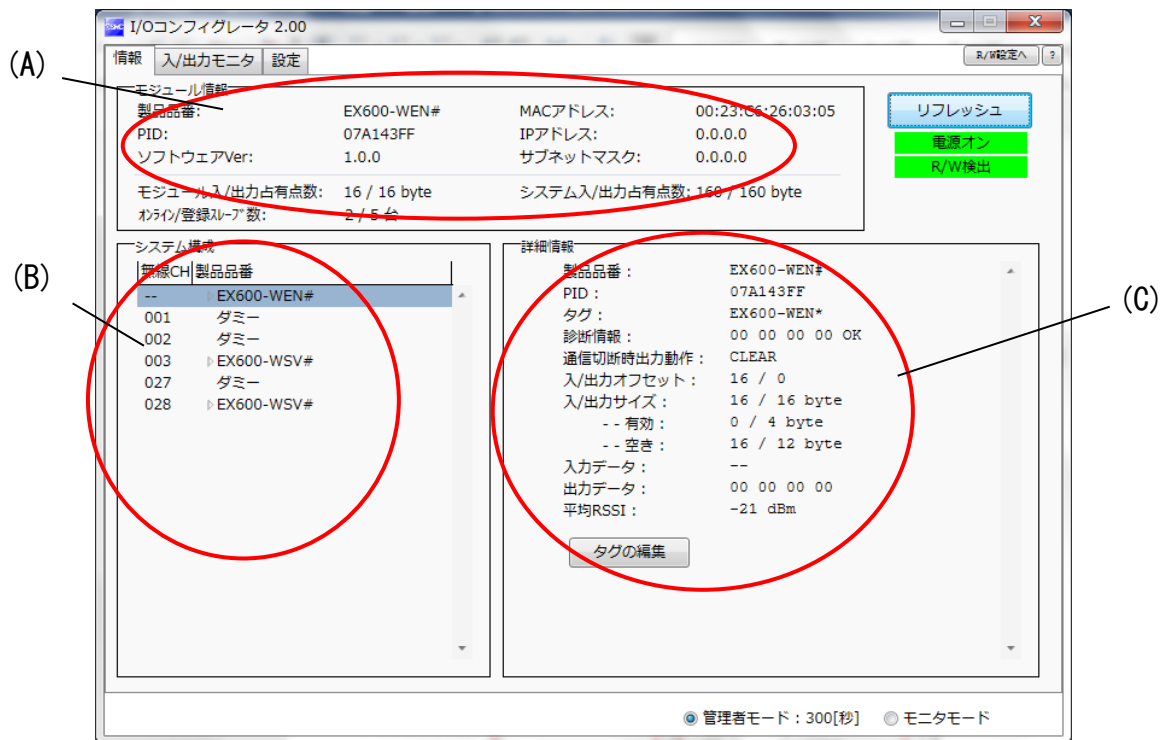 I/Oコンフィグレータ 2.00
情報 入/出力モニタ 設定 R/W設定へ ?
(A)
モジュール情報
製品品番: EX600-WEN# MACアドレス: 00:23:C6:26:03:05 リフレッシュ
PID: 07A143FF IPアドレス: 0.0.0.0 電源オン
ソフトウェアVer: 1.0.0 サブネットマスク: 0.0.0.0 R/W検出
モジュール入/出力占有点数: 16 / 16 byte システム入/出力占有点数: 160 / 160 byte
オンライン/登録スレーブ数: 2 / 5 台
(B)
システム構成
無線CH 製品品番
-- EX600-WEN#
001 ダミー
002 ダミー
003 EX600-WSV#
027 ダミー
028 EX600-WSV#
(C)
詳細情報
製品品番： EX600-WEN#
PID： 07A143FF
タグ： EX600-WEN*
診断情報： 00 00 00 00 OK
通信切断時出力動作： CLEAR
入/出力オフセット： 16 / 0
入/出力サイズ： 16 / 16 byte
--有効： 0 / 4 byte
--空き： 16 / 12 byte
入力データ： --
出力データ： 00 00 00 00
平均RSSI： -21 dBm
タグの編集
管理者モード：300[秒] モニタモード